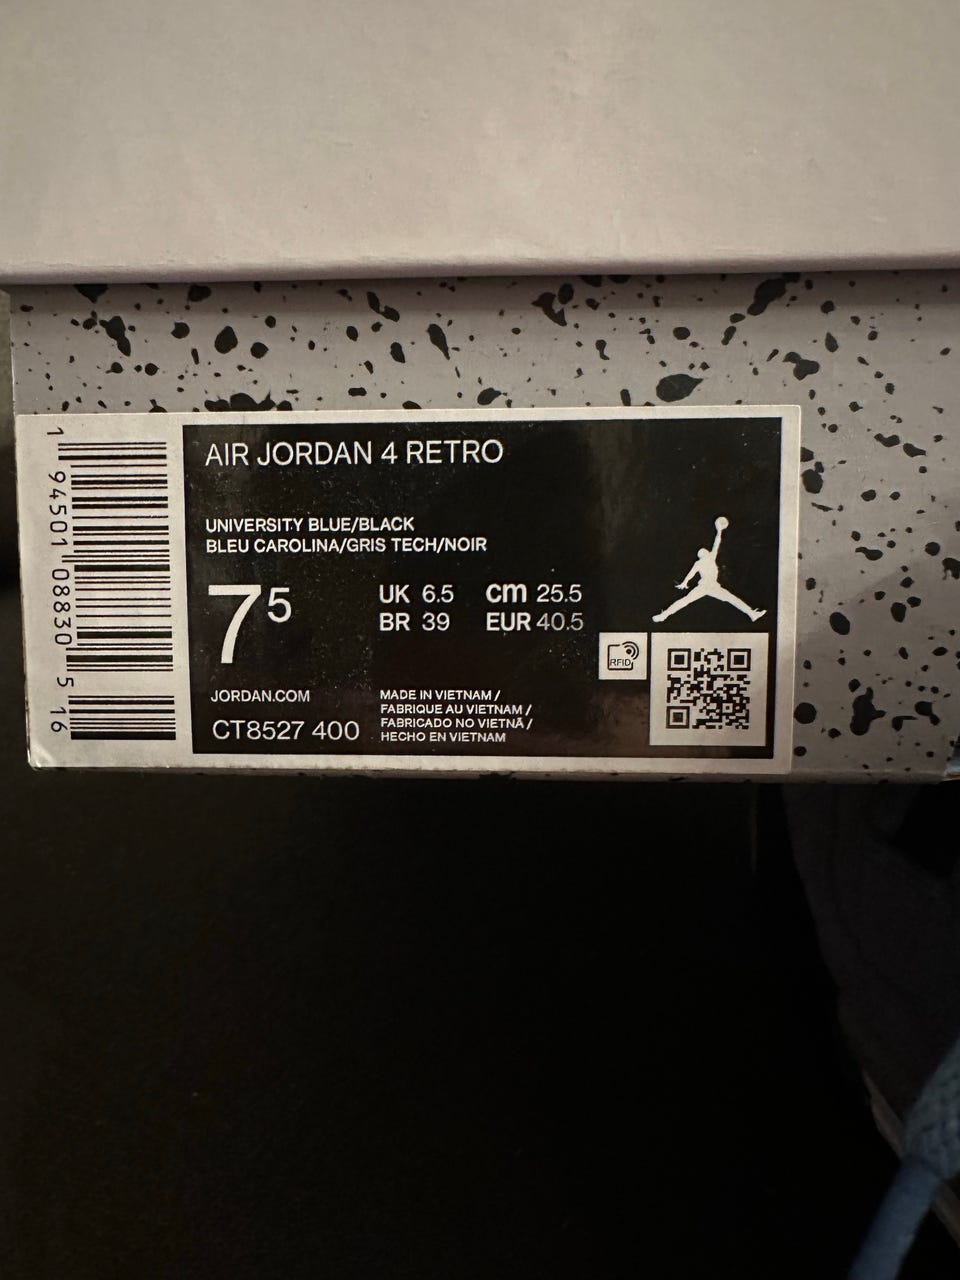 AIR JORDAN 4 RETRO
UNIVERSITY BLUE/BLACK
BLEU CAROLINA/GRIS TECH/NOIR
7 5
UK 6.5 cm 25.5
BR 39 EUR 40.5
RFID
JORDAN.COM
CT8527 400
MADE IN VIETNAM /
FABRIQUE AU VIETNAM /
FABRICADO NO VIETNÃ /
HECHO EN VIETNAM
1 94501 08830 5 16